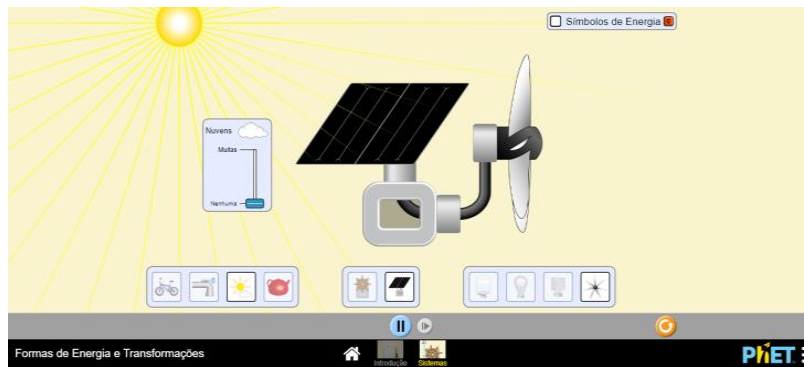 Símbolos de Energia E
Nuvens
Muitas
Nenhuma
Formas de Energia e Transformações
Introdução
Sistemas
PhET